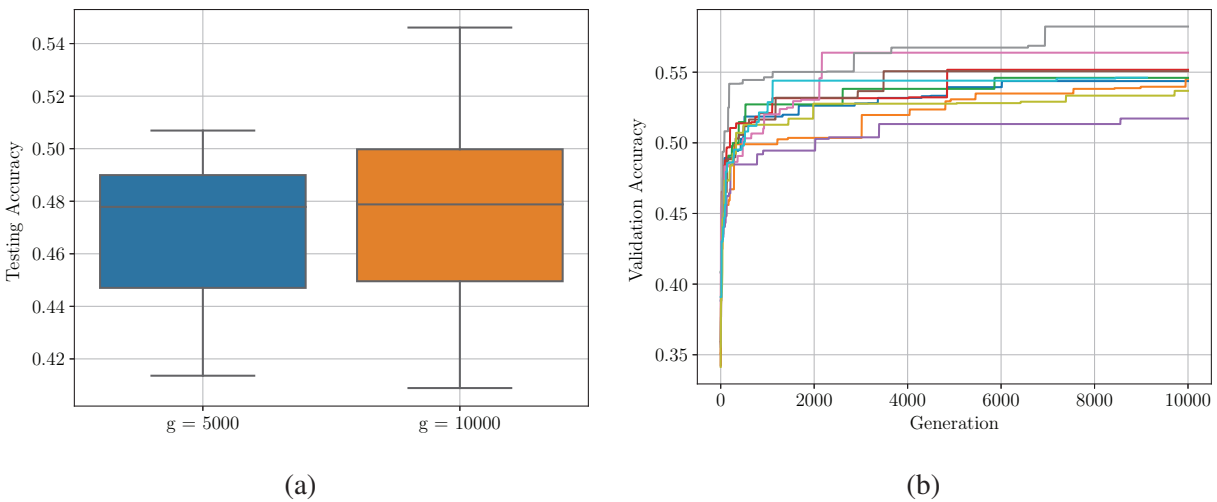 Testing Accuracy
0.54
0.52
0.50
0.48
0.46
0.44
0.42
g = 5000
g = 10000
(a)
Validation Accuracy
0.55
0.50
0.45
0.40
0.35
0
2000
4000
6000
8000
10000
Generation
(b)